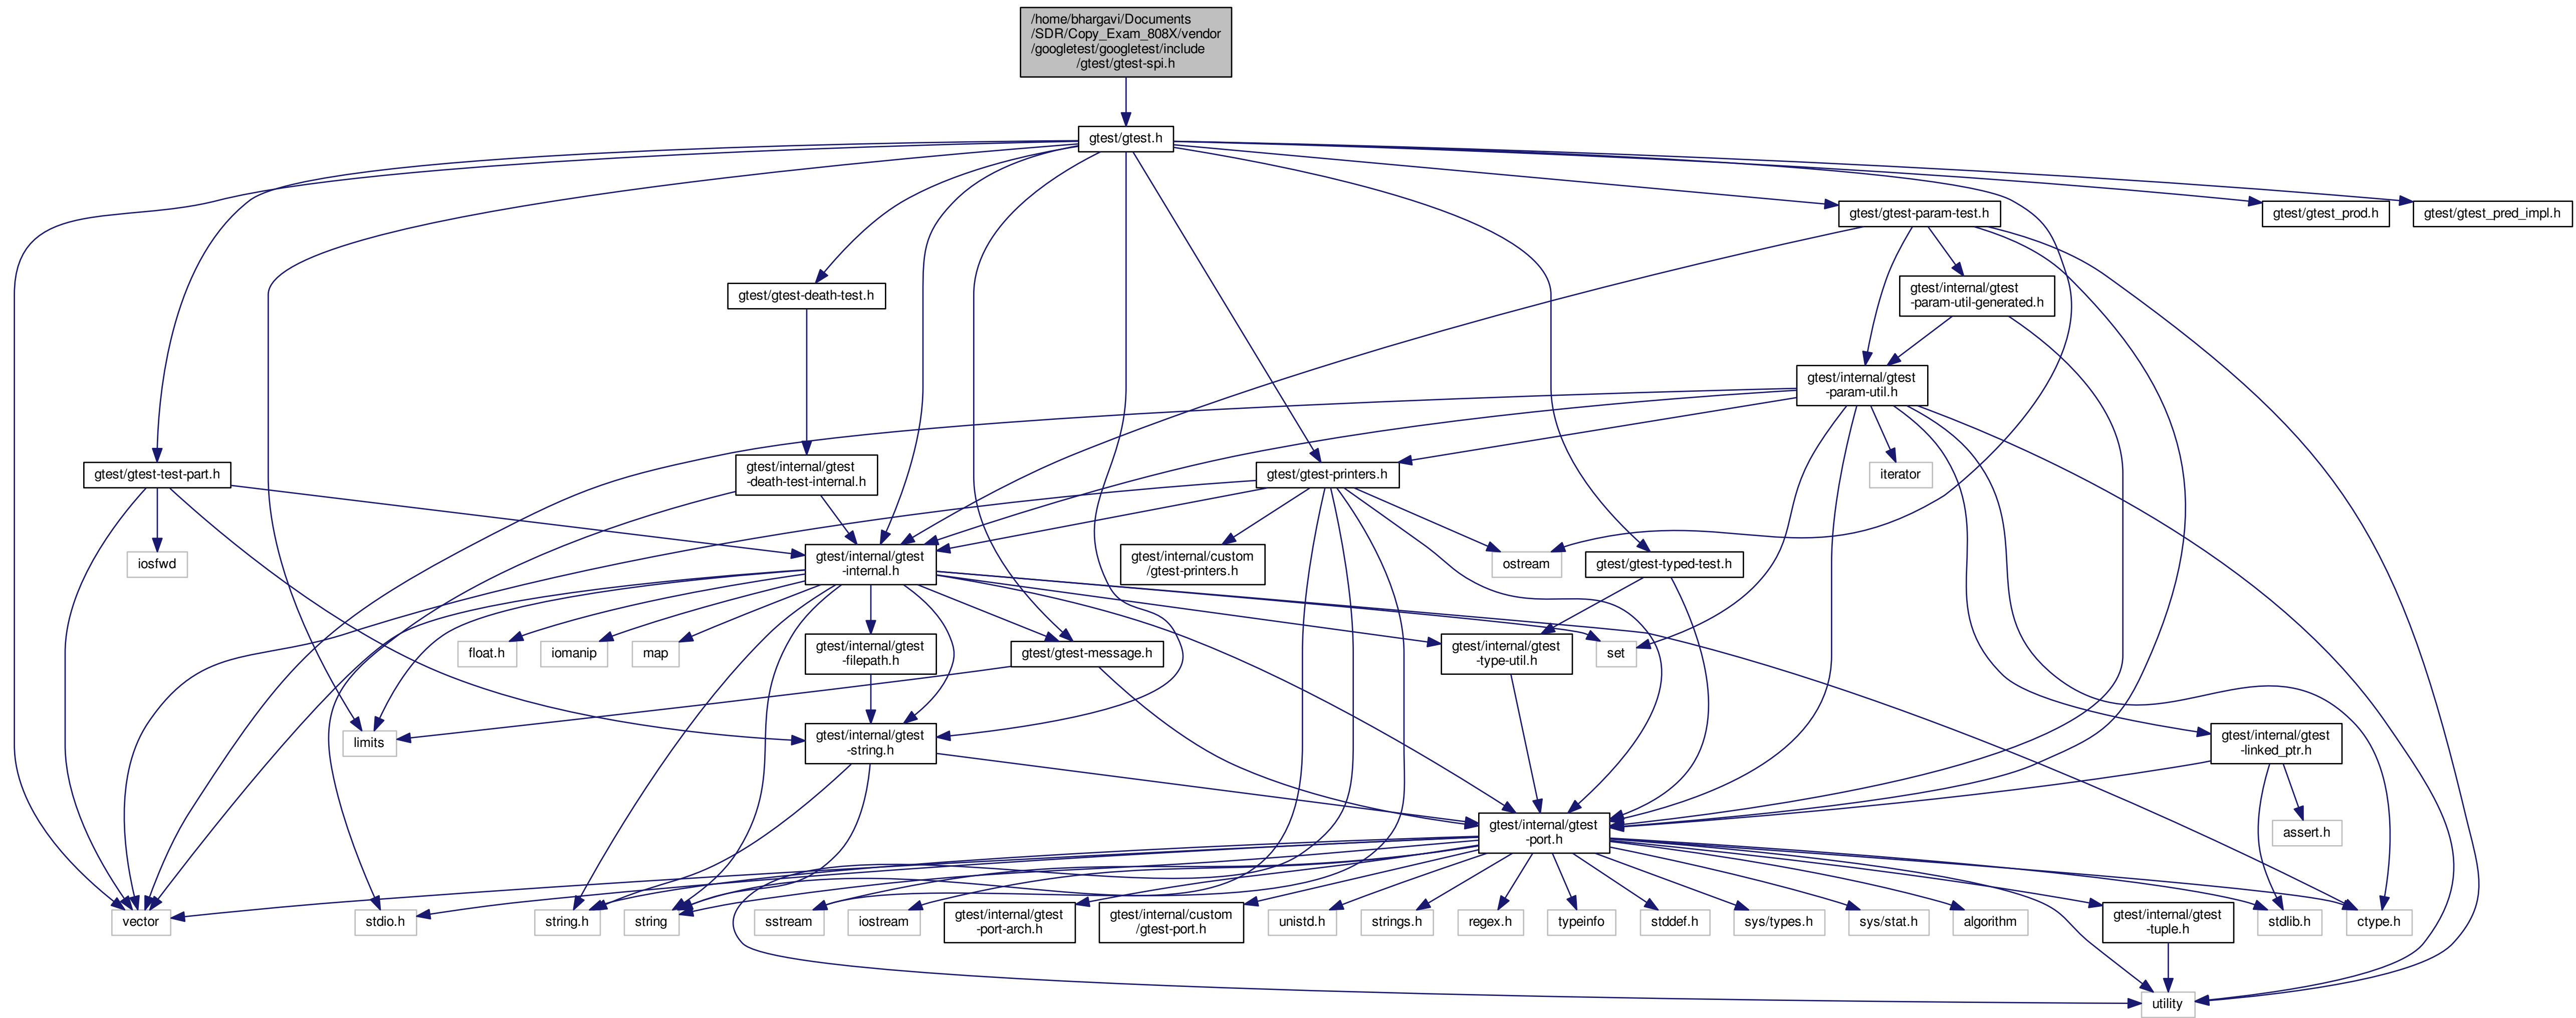 /home/bhargavi/Documents
/SDR/Copy_Exam_808X/vendor
/googletest/googletest/include
/gtest/gtest-spi.h
gtest/gtest.h
gtest/gtest-param-test.h
gtest/gtest_prod.h
gtest/gtest_pred_impl.h
gtest/gtest-death-test.h
gtest/internal/gtest
-param-util-generated.h
gtest/internal/gtest
-param-util.h
gtest/gtest-test-part.h
gtest/internal/gtest
-death-test-internal.h
gtest/gtest-printers.h
iterator
iosfwd
gtest/internal/gtest
-internal.h
gtest/internal/custom
/gtest-printers.h
ostream
gtest/gtest-typed-test.h
float.h
iomanip
map
gtest/internal/gtest
-filepath.h
gtest/gtest-message.h
gtest/internal/gtest
-type-util.h
set
limits
gtest/internal/gtest
-string.h
gtest/internal/gtest
-linked_ptr.h
gtest/internal/gtest
-port.h
assert.h
vector
stdio.h
string.h
string
sstream
iostream
gtest/internal/gtest
-port-arch.h
gtest/internal/custom
/gtest-port.h
unistd.h
strings.h
regex.h
typeinfo
stddef.h
sys/types.h
sys/stat.h
algorithm
gtest/internal/gtest
-tuple.h
stdlib.h
ctype.h
utility